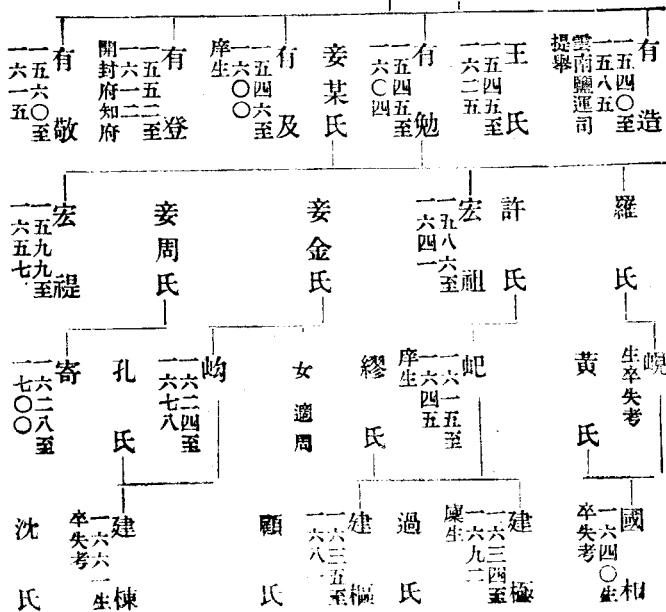 有造
一五四〇至
一五八五
雲南鹽運司
提舉
王氏
一五四五至
一六二五
有勉
一五四五至
一六〇四
妾某氏
有及
一五四六至
一六〇〇
庠生
有登
一五五二至
一六一二
開封府知府
有敬
一五六〇至
一六一五
羅氏
許氏
宏祖
一五八六至
一六四一
妾金氏
妾周氏
宏禔
一五九九至
一六五七
峴
生卒失考
黃氏
屺
一六一五至
一六四五
庠生
繆氏
女適周
岣
一六二四至
一六七八
孔氏
寄
一六二八至
一七〇〇
國相
一六四〇生
卒失考
建極
一六三四至
一六九二
廩生
過氏
建樞
一六三五至
一六八一
顧氏
建棟
一六六一生
卒失考
沈氏